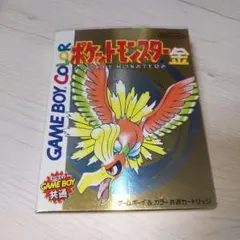 GAME BOY COLOR
ポケットモンスター金
POCKET MONSTERS
GAME BOY
共通
ゲームボーイ&カラー共通カートリッジ